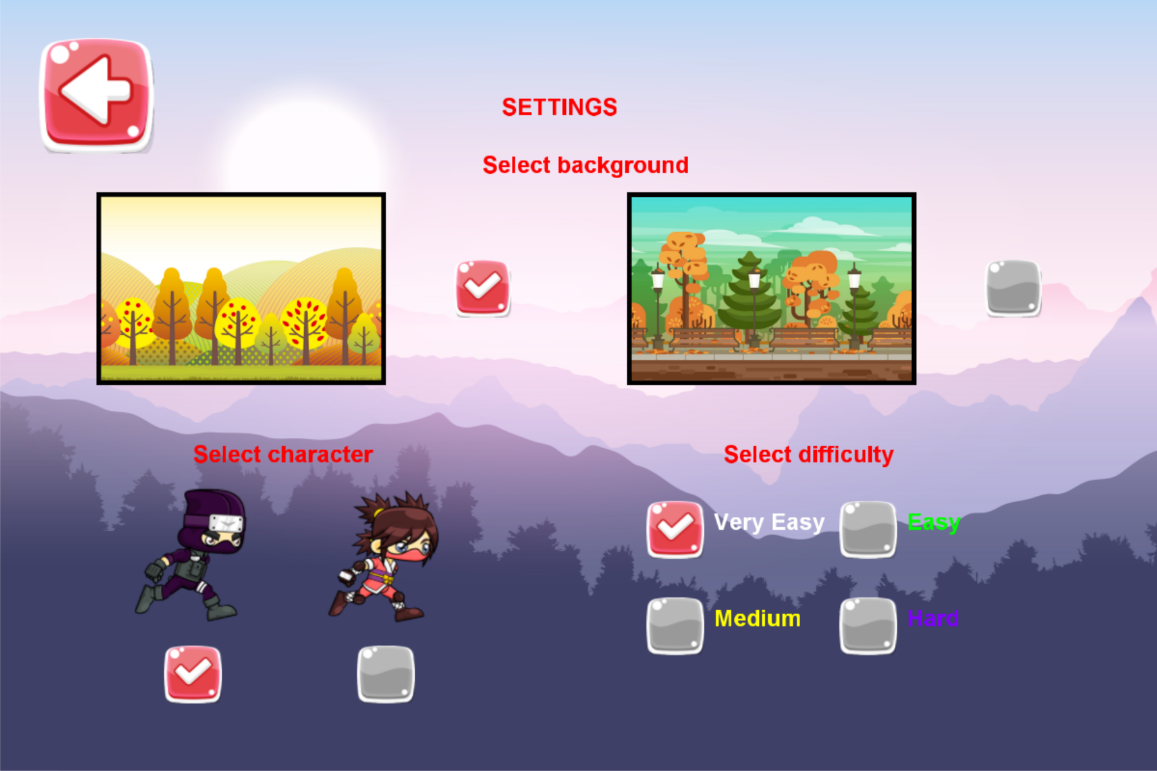 SETTINGS
Select background
Select character
Select difficulty
Very Easy
Easy
Medium
Hard